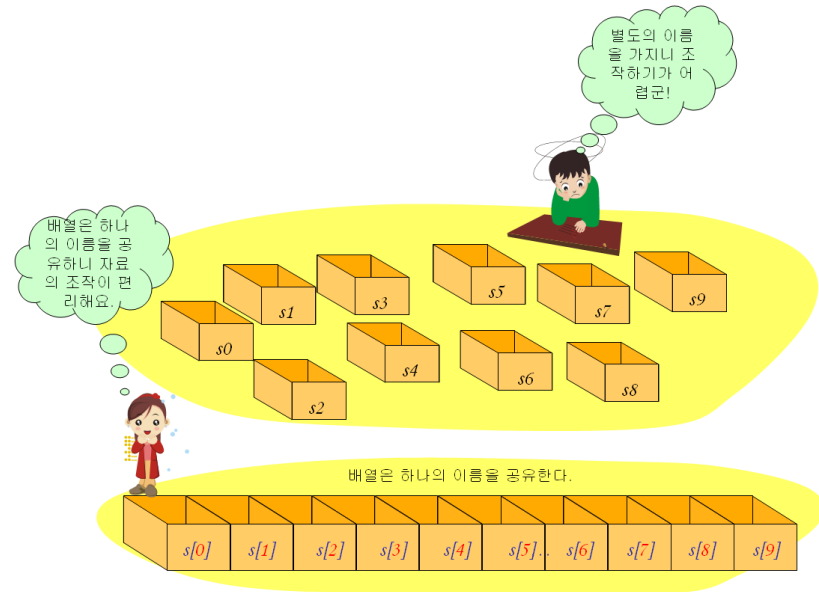 별도의 이름
을 가지니 조
작하기가 어
렵군!
배열은 하나
의 이름을 공
유하니 자료
의 조작이 편
리해요.
s0
s1
s2
s3
s4
s5
s6
s7
s8
s9
배열은 하나의 이름을 공유한다.
s[0] s[1] s[2] s[3] s[4] s[5].. s[6] s[7] s[8] s[9]